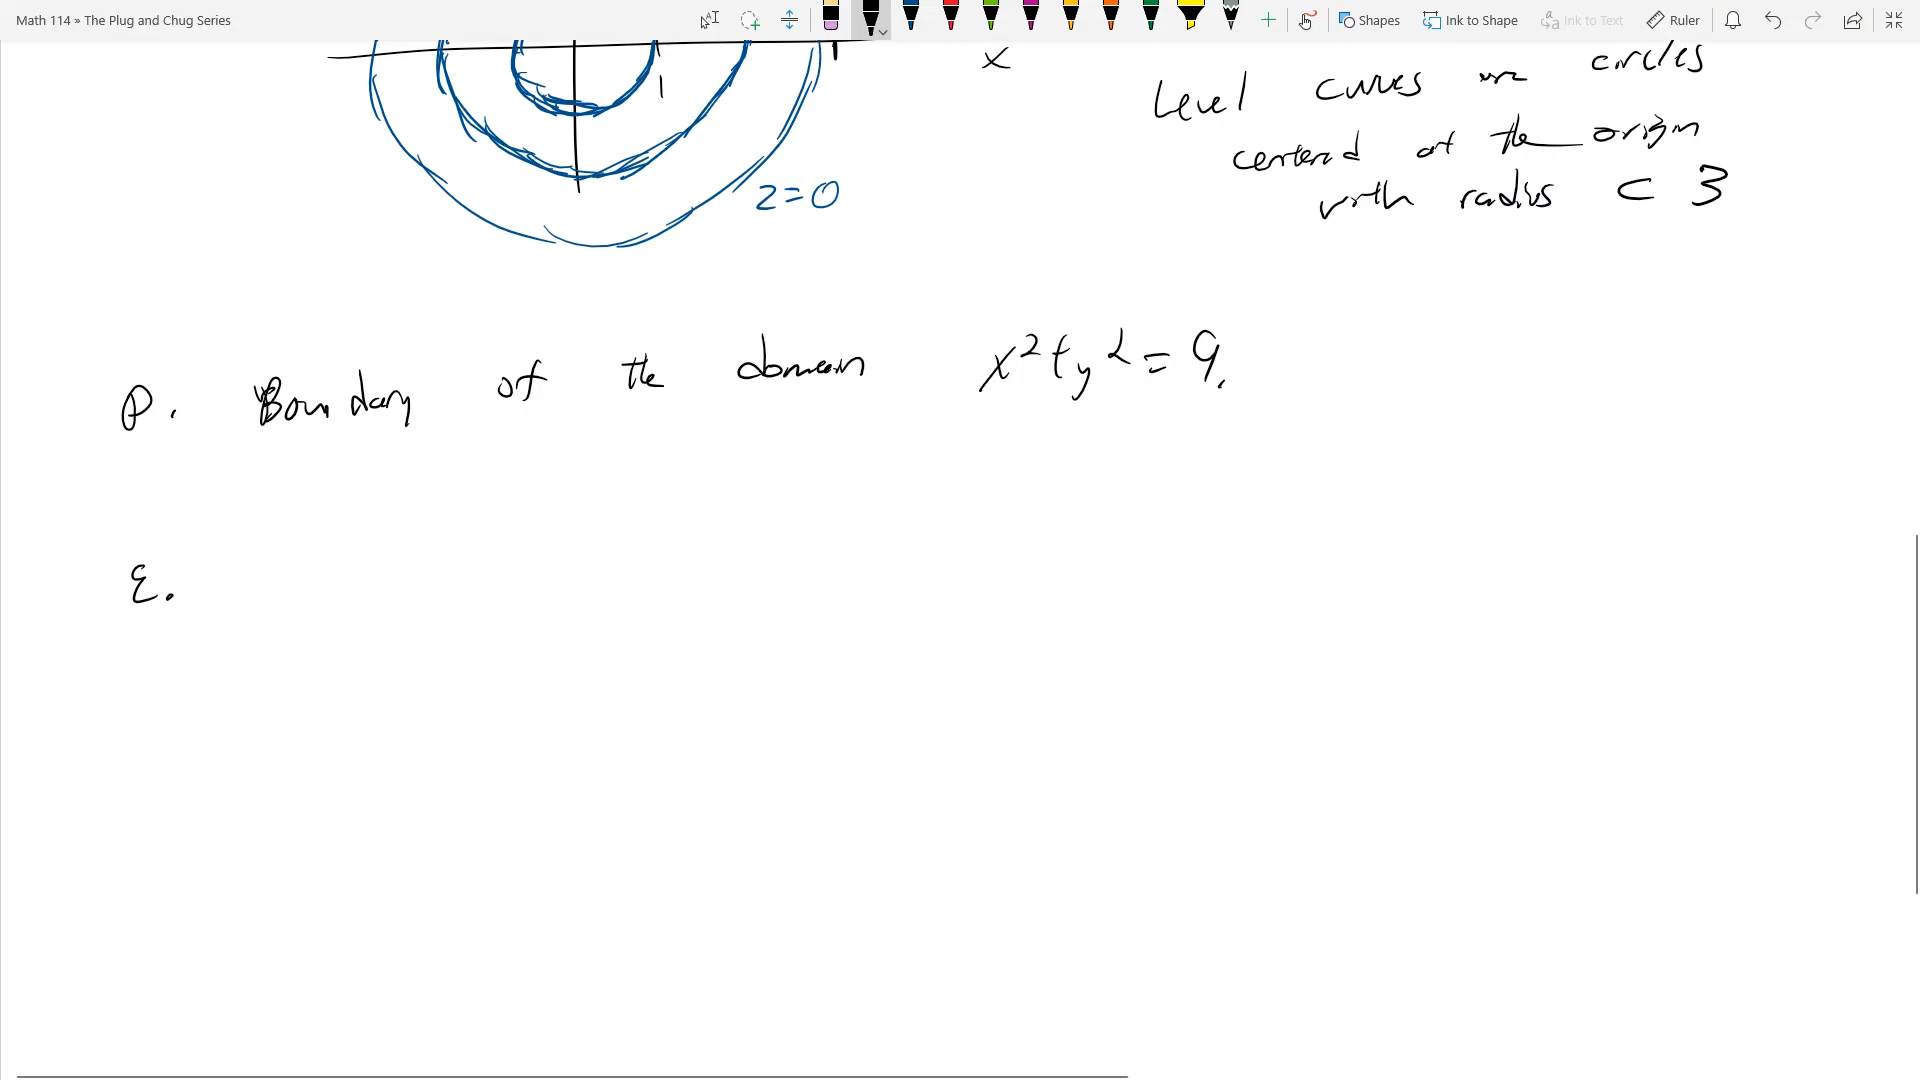 Math 114 » The Plug and Chug Series
Shapes
Ink to Shape
Ink to Text
Ruler
x
1
z=0
Level curves are circles
centered at the origin
with radius ⊂ 3
D. Boundary of the domain x²+y²=9.
E.